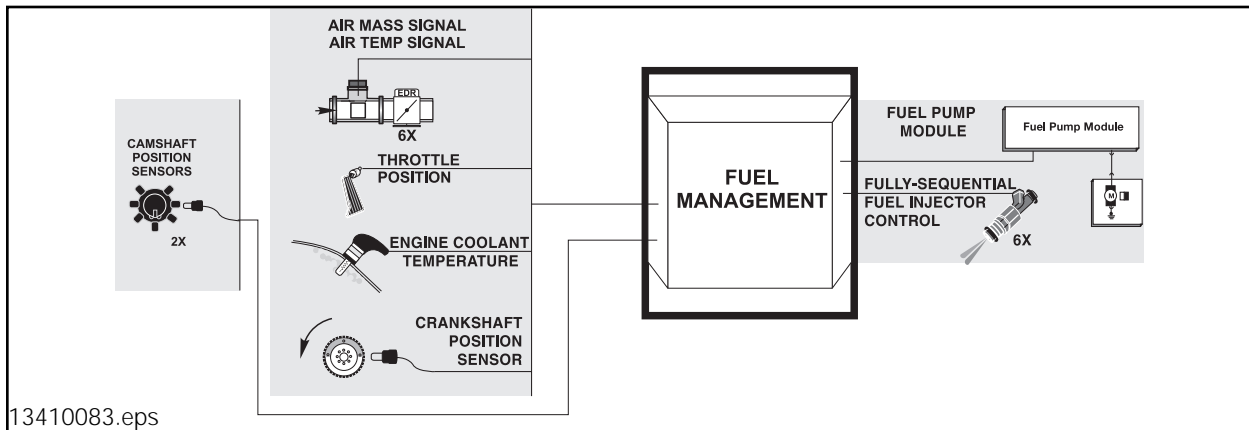 AIR MASS SIGNAL
AIR TEMP SIGNAL
EDR
6X
CAMSHAFT
POSITION
SENSORS
2X
THROTTLE
POSITION
ENGINE COOLANT
TEMPERATURE
CRANKSHAFT
POSITION
SENSOR
FUEL
MANAGEMENT
FUEL PUMP
MODULE
Fuel Pump Module
M
FULLY-SEQUENTIAL
FUEL INJECTOR
CONTROL
6X
13410083.eps